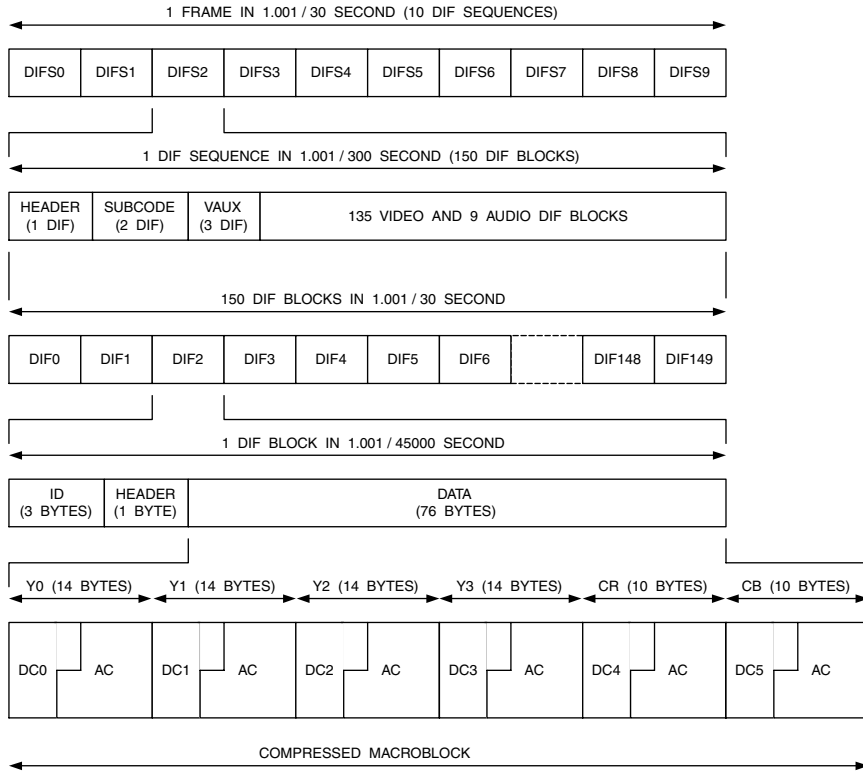 1 FRAME IN 1.001 / 30 SECOND (10 DIF SEQUENCES)
DIFS0 DIFS1 DIFS2 DIFS3 DIFS4 DIFS5 DIFS6 DIFS7 DIFS8 DIFS9
1 DIF SEQUENCE IN 1.001 / 300 SECOND (150 DIF BLOCKS)
HEADER (1 DIF)
SUBCODE (2 DIF)
VAUX (3 DIF)
135 VIDEO AND 9 AUDIO DIF BLOCKS
150 DIF BLOCKS IN 1.001 / 30 SECOND
DIF0 DIF1 DIF2 DIF3 DIF4 DIF5 DIF6 DIF148 DIF149
1 DIF BLOCK IN 1.001 / 45000 SECOND
ID
(3 BYTES)
HEADER
(1 BYTE)
DATA
(76 BYTES)
Y0 (14 BYTES) Y1 (14 BYTES) Y2 (14 BYTES) Y3 (14 BYTES) CR (10 BYTES) CB (10 BYTES)
DC0 AC DC1 AC DC2 AC DC3 AC DC4 AC DC5 AC
COMPRESSED MACROBLOCK